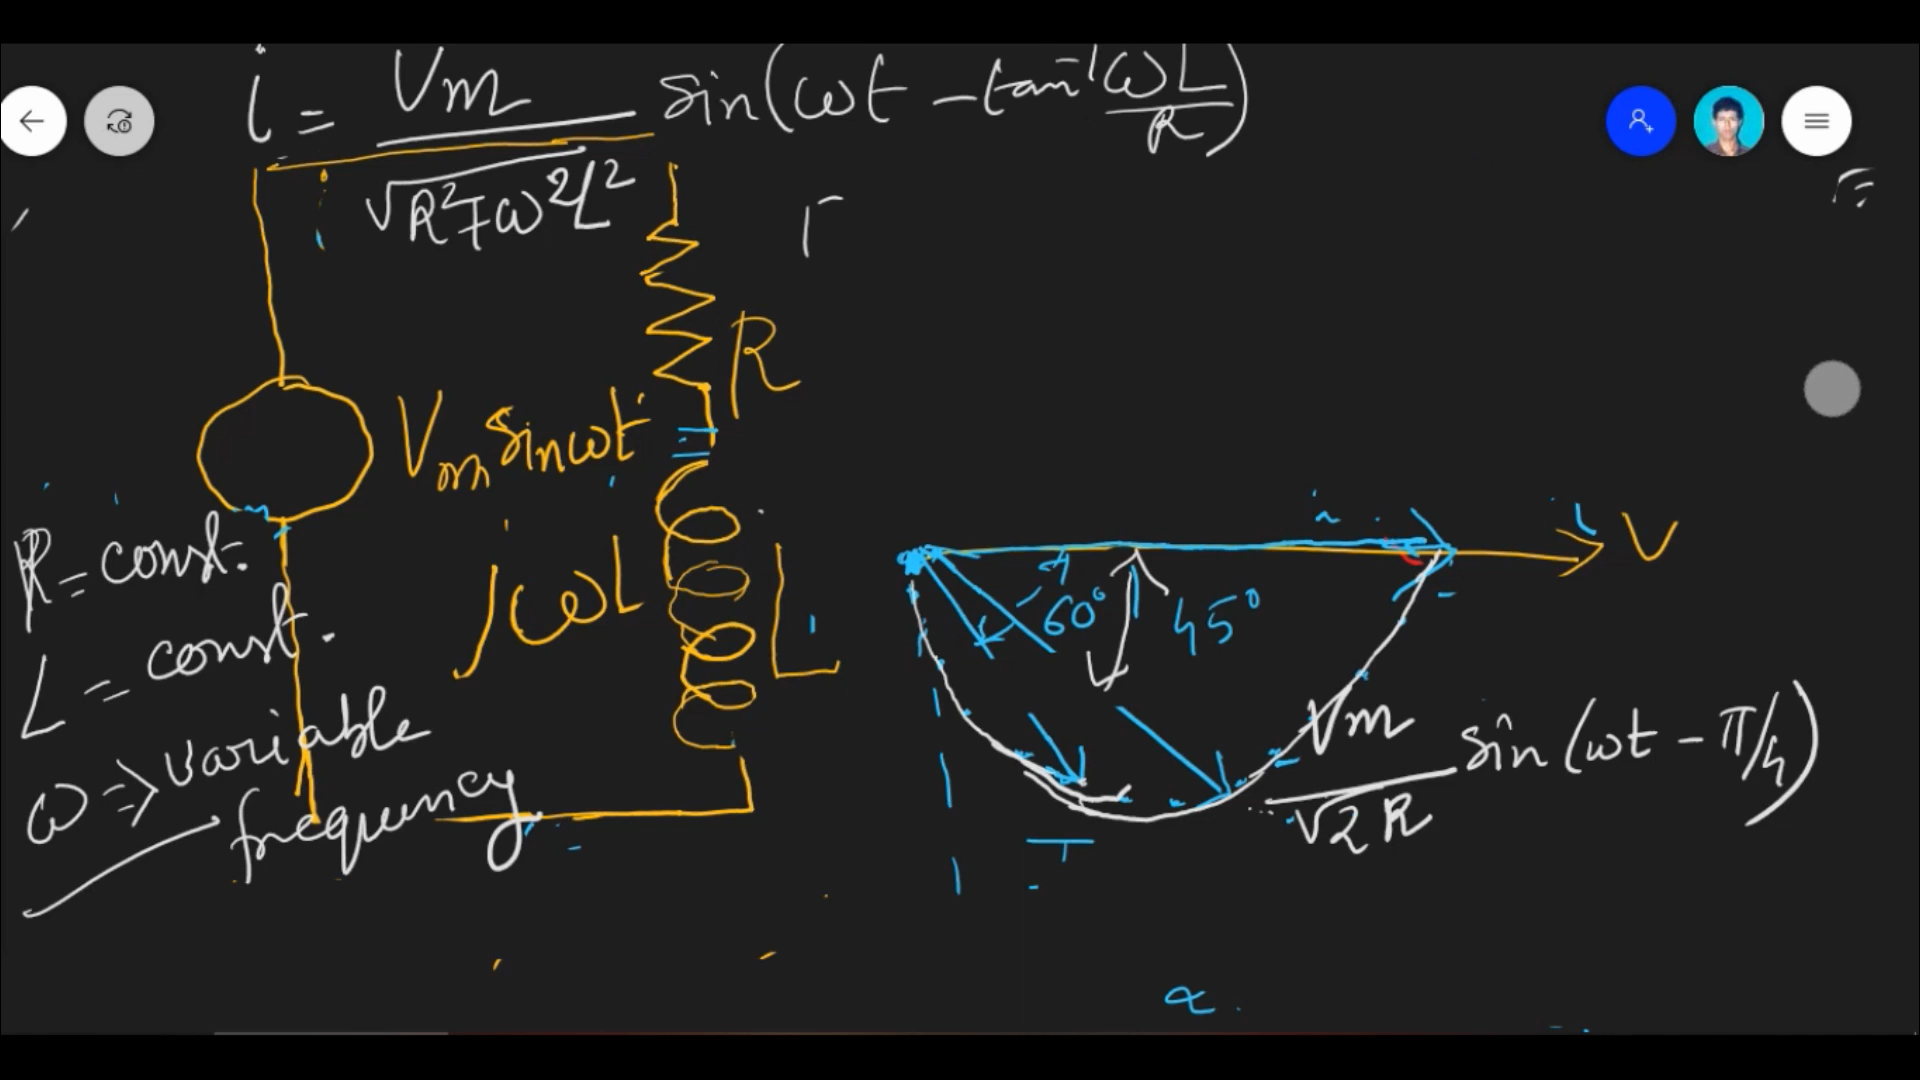 i = Vm/√R²+ω²L² sin(ωt - tan⁻¹ ωL/R)
R
Vm sinωt
R = const.
jωL
L
L = const.
ω => variable
frequency
i
V
60°
45°
Vm/√2 R sin(ωt - π/4)